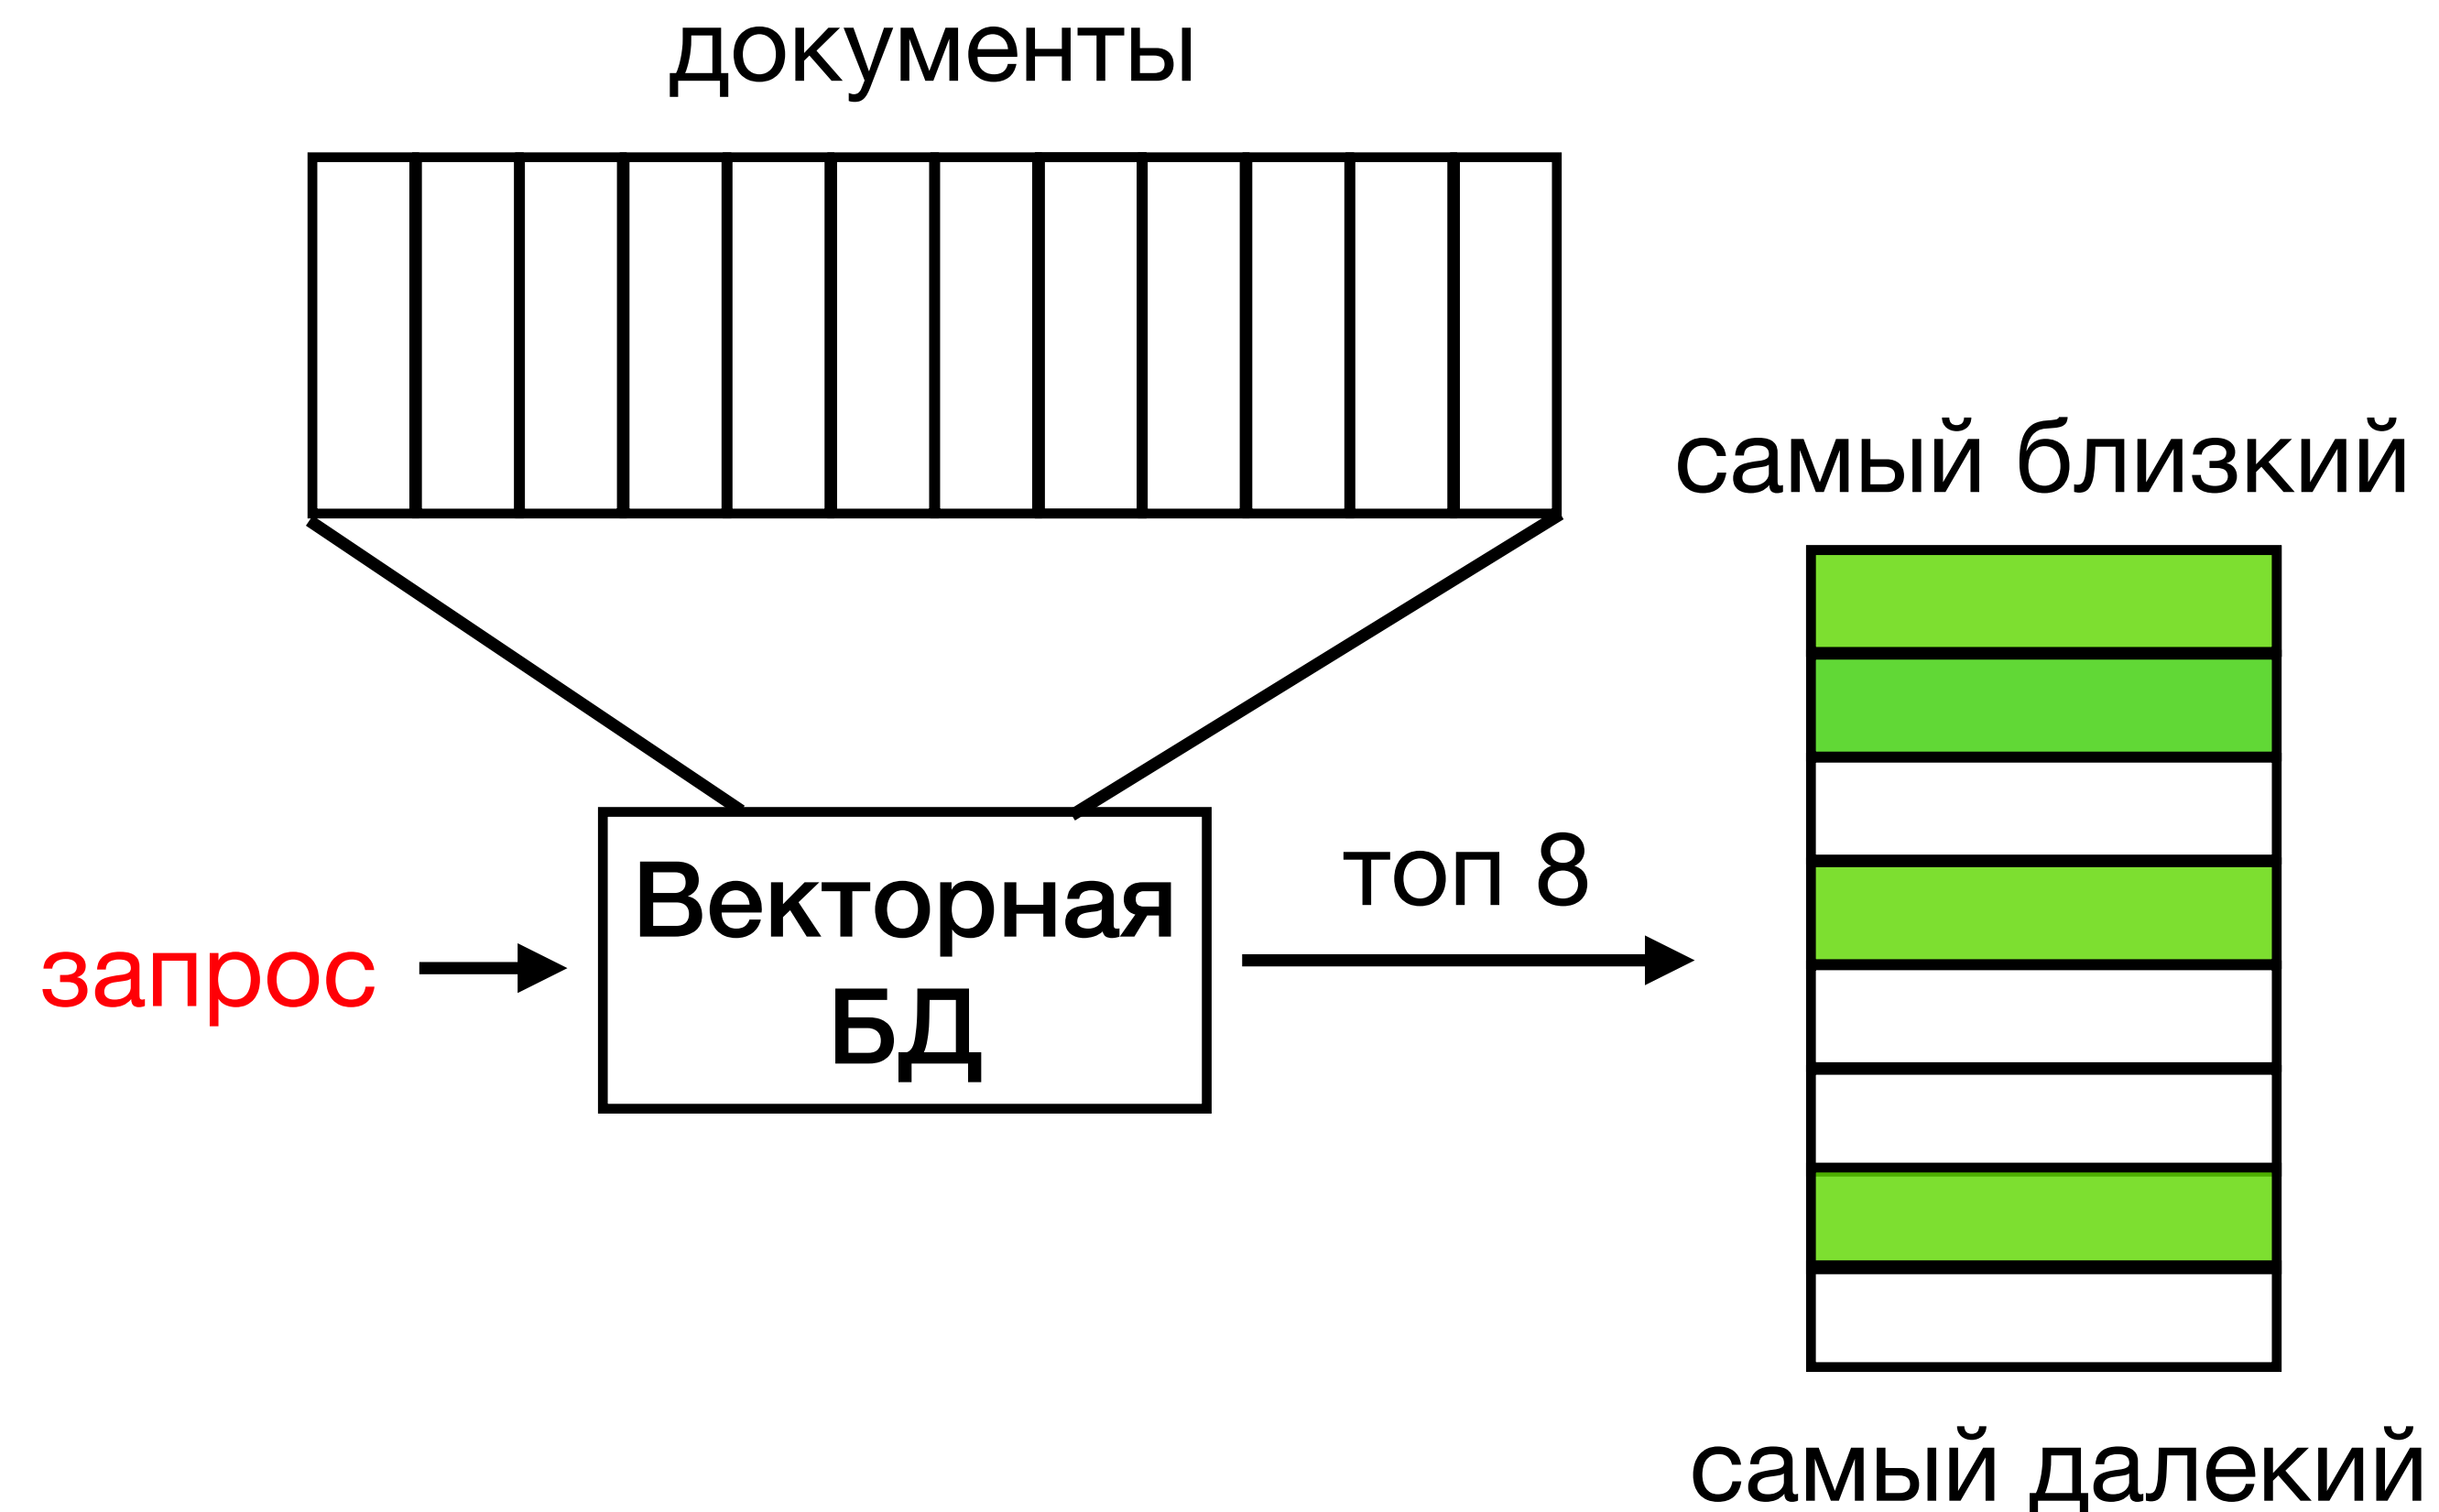 документы
самый близкий
топ 8
запрос
Векторная
БД
самый далекий